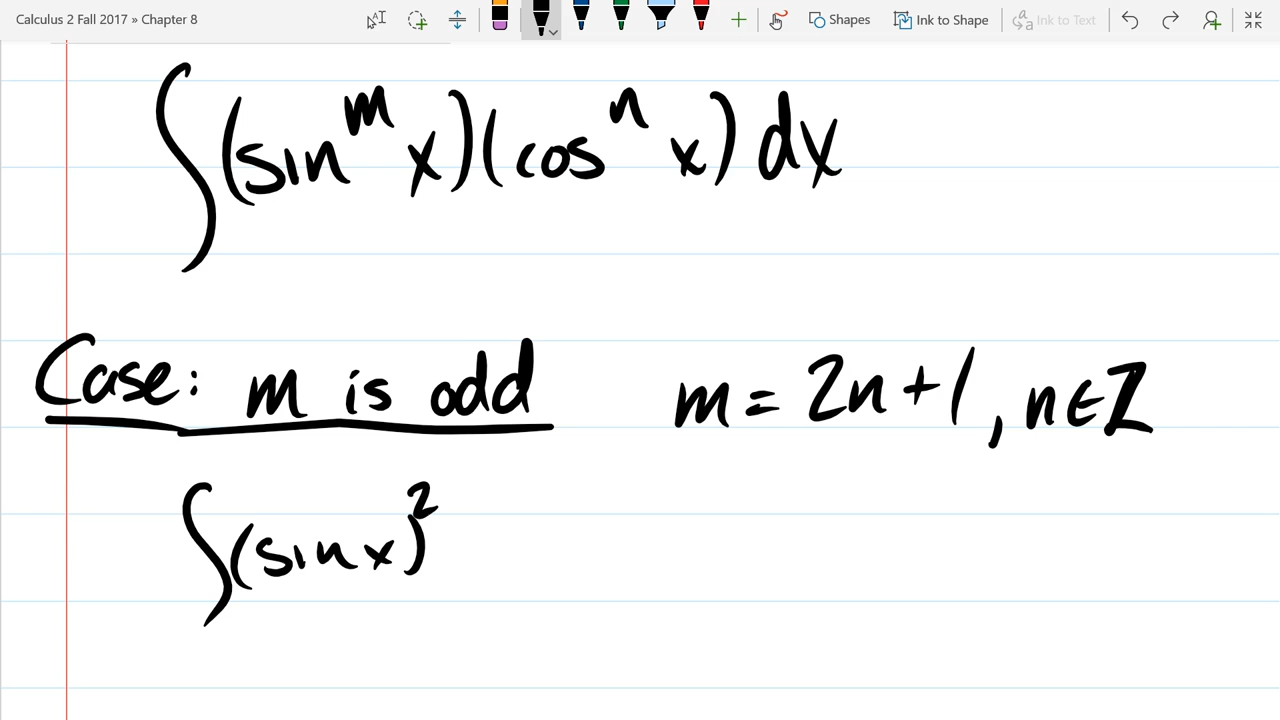 Calculus 2 Fall 2017 » Chapter 8 Shapes Ink to Shape Ink to Text
∫(sin^m x)(cos^n x) dx
Case: m is odd m = 2n+1, n∈ℤ
∫(sin x)^2